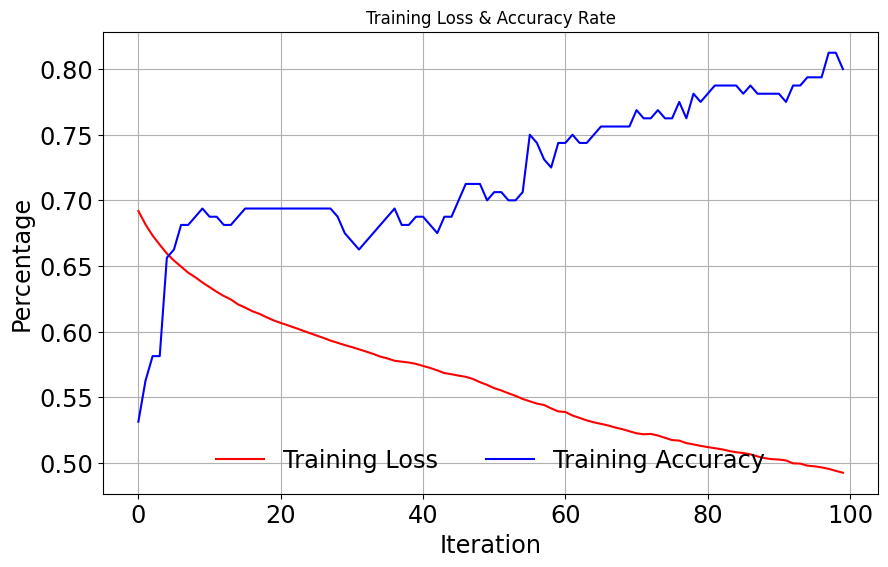 Training Loss & Accuracy Rate
0.80
0.75
0.70
0.65
0.60
0.55
0.50
Percentage
Training Loss Training Accuracy
0 20 40 60 80 100
Iteration